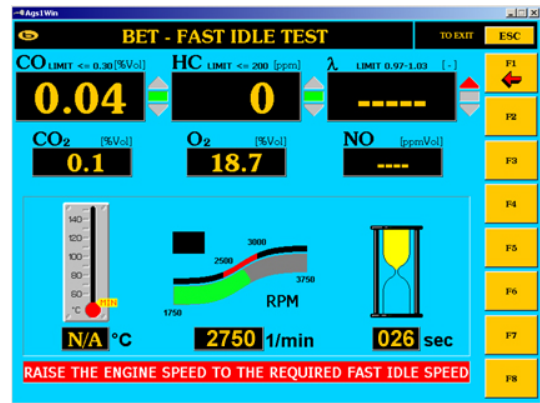 Ags1Win
BET - FAST IDLE TEST
TO EXIT ESC
CO LIMIT <= 0.30 [%Vol] HC LIMIT <= 200 [ppm] λ LIMIT 0.97-1.03 [-]
F1
0.04 0 -----
F2
CO2 [%Vol] O2 [%Vol] NO [ppmVol]
0.1 18.7 ----
F3
F4
140
120
100
80
60
°C
MIN
3000
2500
3750
1750
RPM
F5
F6
N/A °C 2750 1/min 026 sec
F7
RAISE THE ENGINE SPEED TO THE REQUIRED FAST IDLE SPEED
F8